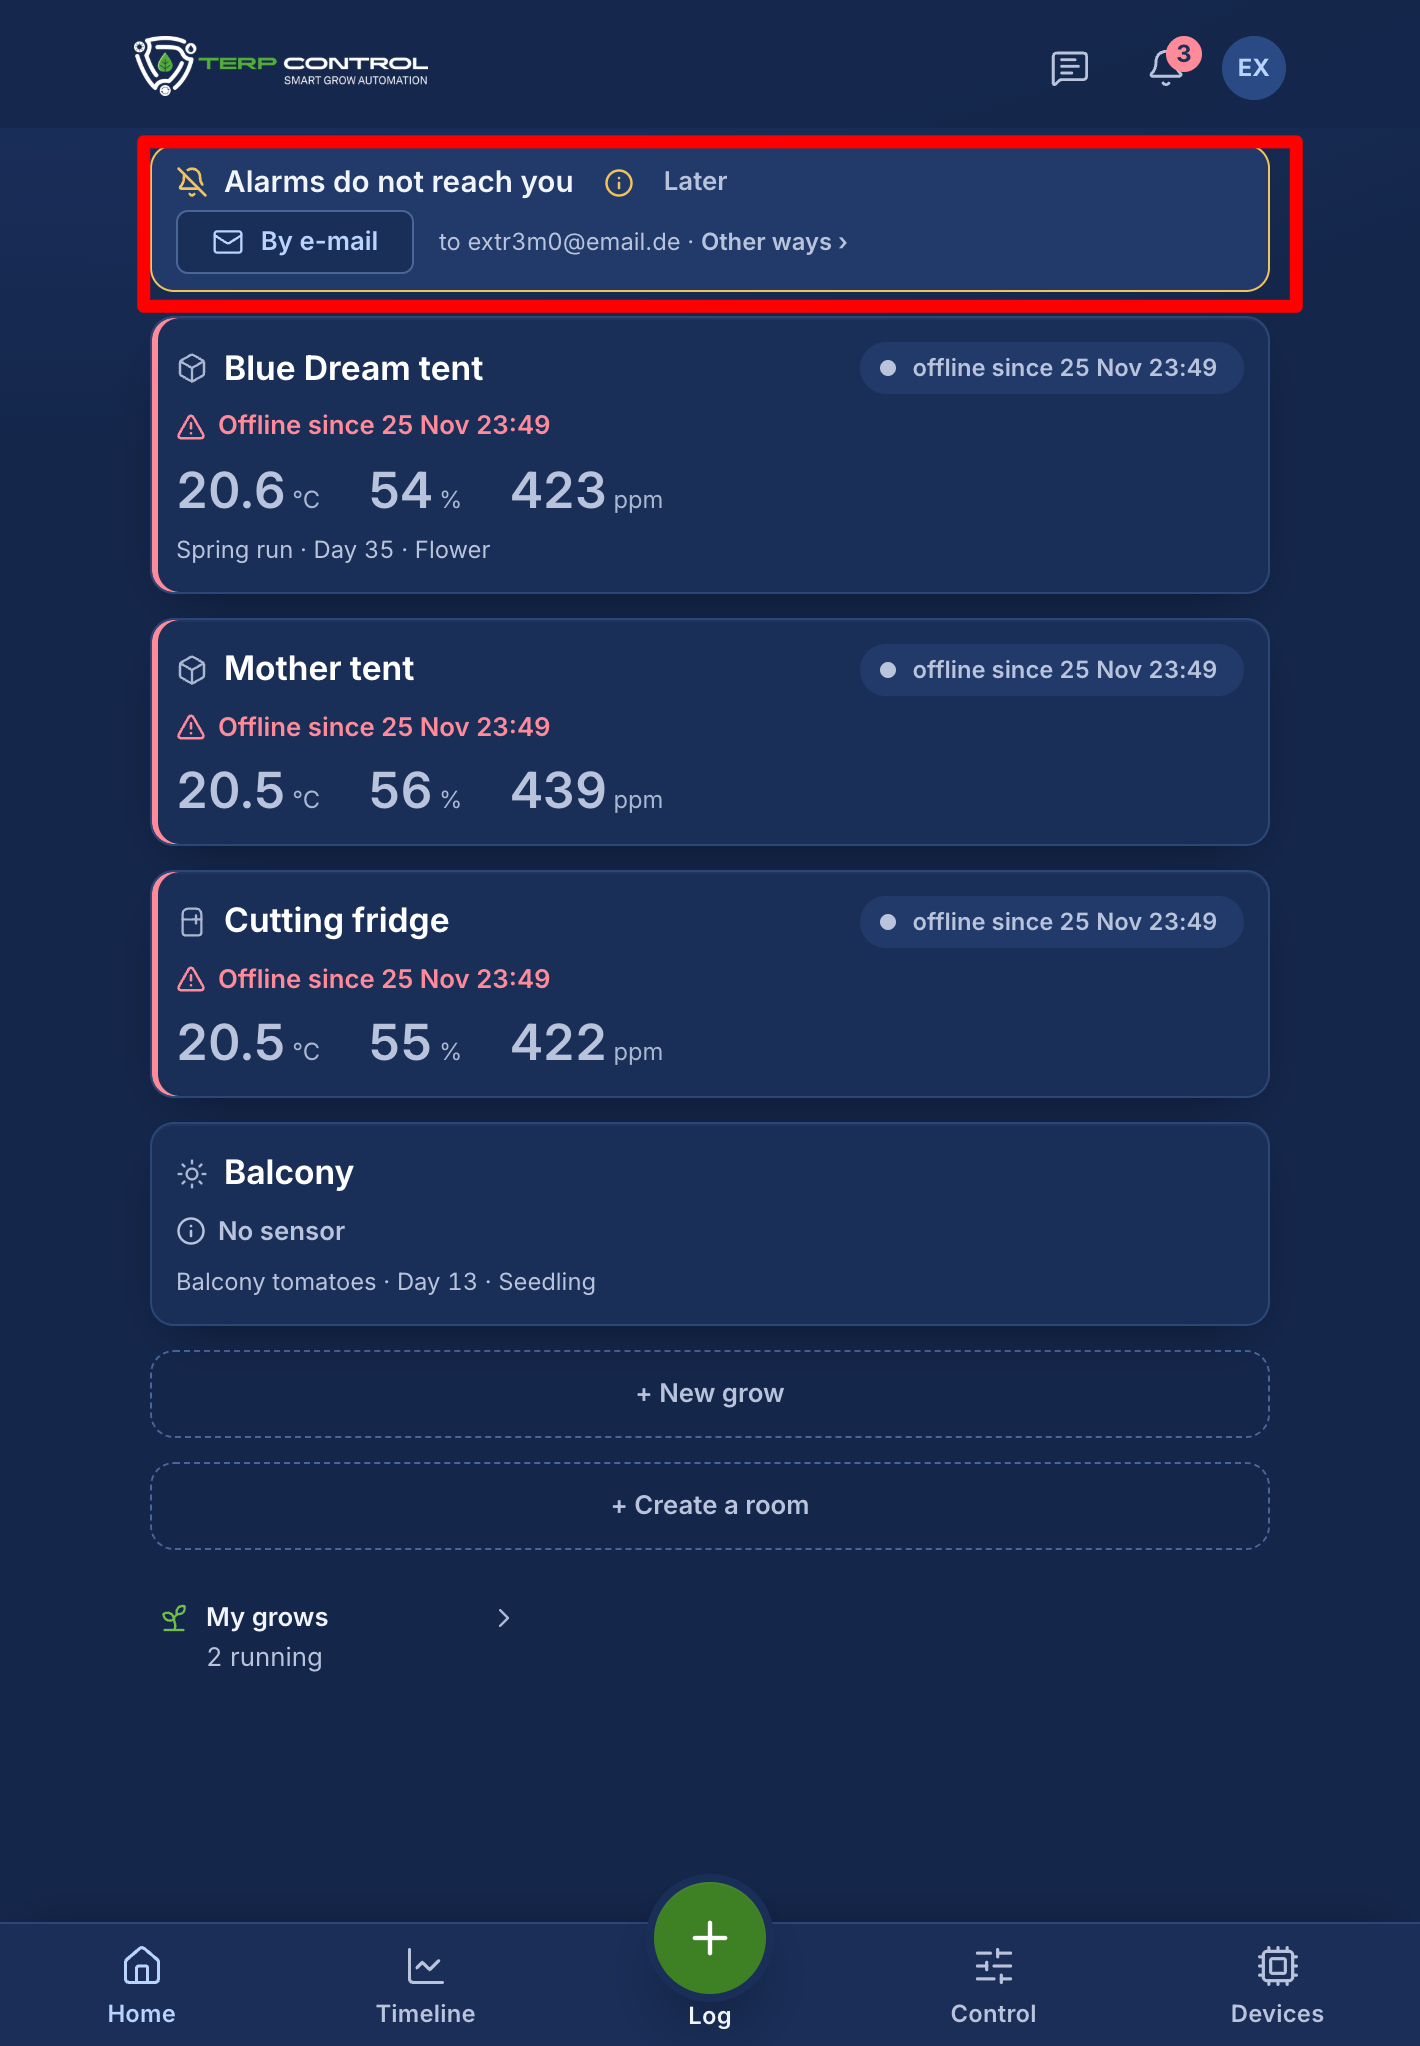 TERP CONTROL
SMART GROW AUTOMATION
3
EX
Alarms do not reach you
Later
By e-mail
to extr3m0@email.de · Other ways ›
Blue Dream tent
offline since 25 Nov 23:49
Offline since 25 Nov 23:49
20.6 °C 54 % 423 ppm
Spring run · Day 35 · Flower
Mother tent
offline since 25 Nov 23:49
Offline since 25 Nov 23:49
20.5 °C 56 % 439 ppm
Cutting fridge
offline since 25 Nov 23:49
Offline since 25 Nov 23:49
20.5 °C 55 % 422 ppm
Balcony
No sensor
Balcony tomatoes · Day 13 · Seedling
+ New grow
+ Create a room
My grows
2 running
Home
Timeline
Log
Control
Devices